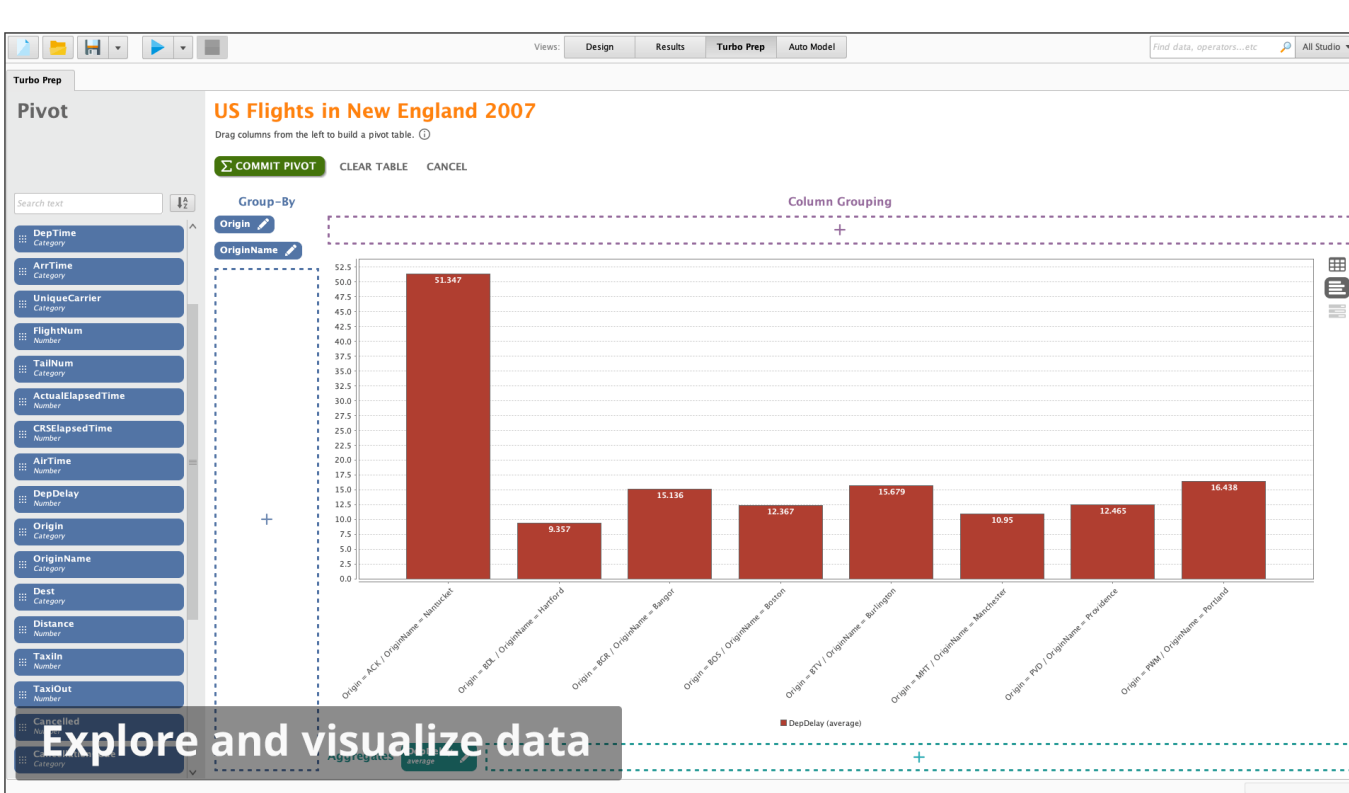 Views: Design Results Turbo Prep Auto Model
Find data, operators...etc
All Studio
Turbo Prep
Pivot
US Flights in New England 2007
Drag columns from the left to build a pivot table.
∑ COMMIT PIVOT CLEAR TABLE CANCEL
Search text
Group-By
Column Grouping
Origin
OriginName
DepTime
Category
ArrTime
Category
UniqueCarrier
Category
FlightNum
Number
TailNum
Category
ActualElapsedTime
Number
CRSElapsedTime
Number
AirTime
Number
DepDelay
Number
Origin
Category
OriginName
Category
Dest
Category
Distance
Number
TaxiIn
Number
TaxiOut
Number
Cancelled
Category
52.5
50.0
47.5
45.0
42.5
40.0
37.5
35.0
32.5
30.0
27.5
25.0
22.5
20.0
17.5
15.0
12.5
10.0
7.5
5.0
2.5
0.0
51.347
9.357
15.136
12.367
15.679
10.95
12.465
16.438
Origin = ACK / OriginName = Nantucket
Origin = BDL / OriginName = Hartford
Origin = BGR / OriginName = Bangor
Origin = BOS / OriginName = Boston
Origin = BTV / OriginName = Burlington
Origin = MHT / OriginName = Manchester
Origin = PVD / OriginName = Providence
Origin = PWM / OriginName = Portland
DepDelay (average)
Aggregates
average
Explore and visualize data